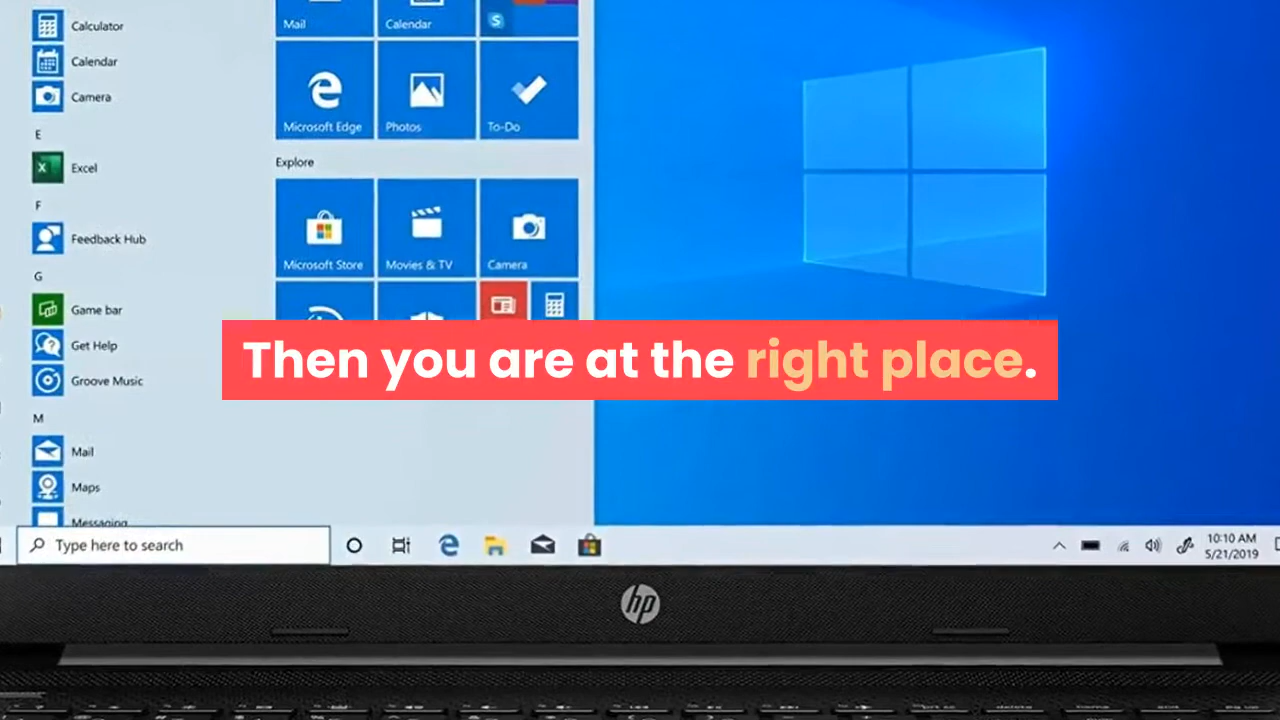 Calculator
Calendar
Camera
E
Excel
F
Feedback Hub
G
Game bar
Get Help
Groove Music
M
Mail
Maps
Messaging
Mail
Calendar
Microsoft Edge
Photos
To-Do
Explore
Microsoft Store
Movies & TV
Camera
Then you are at the right place.
Type here to search
10:10 AM
5/21/2019
hp